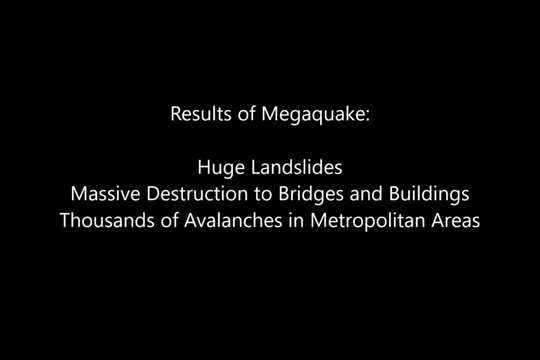 Results of Megaquake:
Huge Landslides
Massive Destruction to Bridges and Buildings
Thousands of Avalanches in Metropolitan Areas